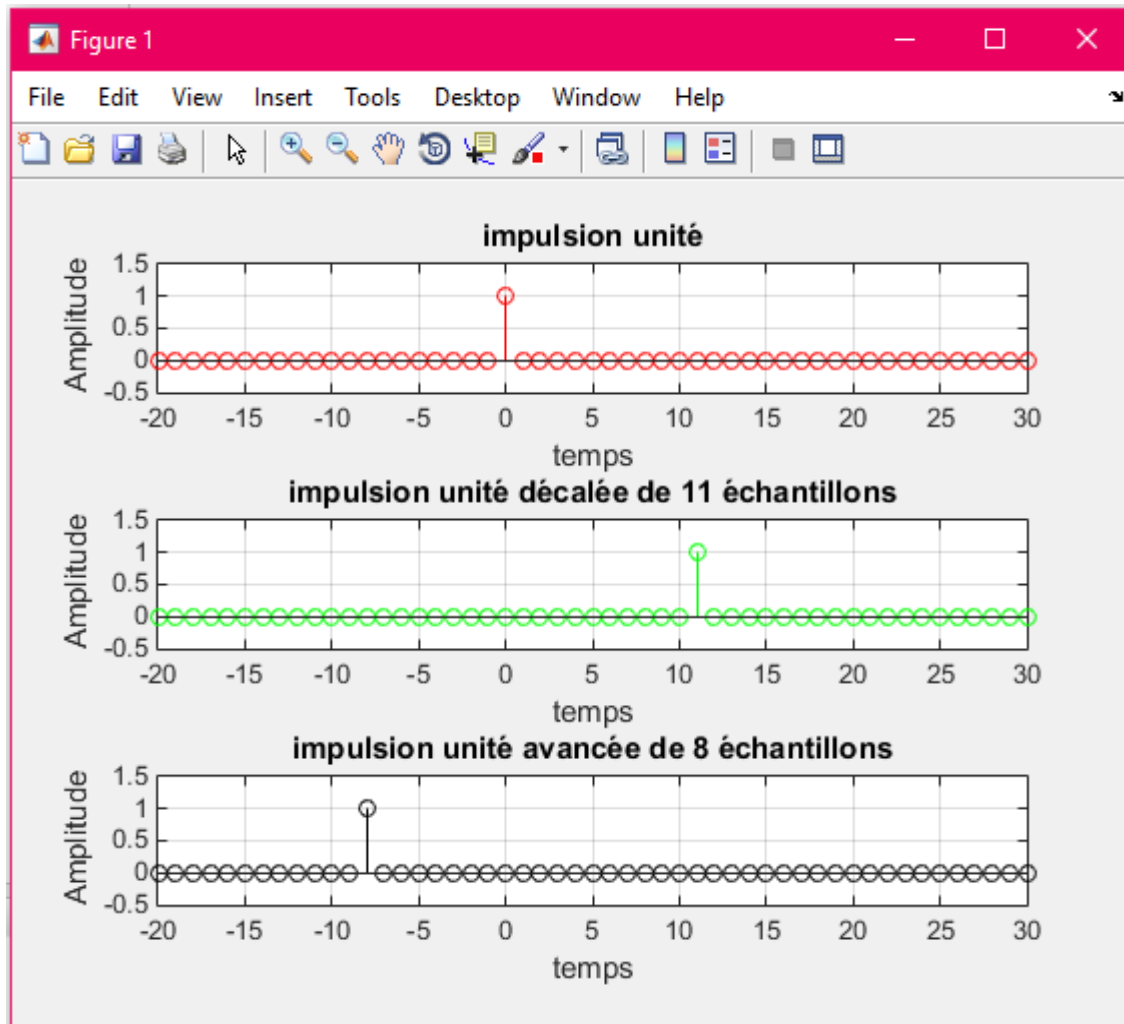 Figure 1
File Edit View Insert Tools Desktop Window Help
impulsion unité
Amplitude
1.5
1
0.5
0
-0.5
-20 -15 -10 -5 0 5 10 15 20 25 30
temps
impulsion unité décalée de 11 échantillons
Amplitude
1.5
1
0.5
0
-0.5
-20 -15 -10 -5 0 5 10 15 20 25 30
temps
impulsion unité avancée de 8 échantillons
Amplitude
1.5
1
0.5
0
-0.5
-20 -15 -10 -5 0 5 10 15 20 25 30
temps